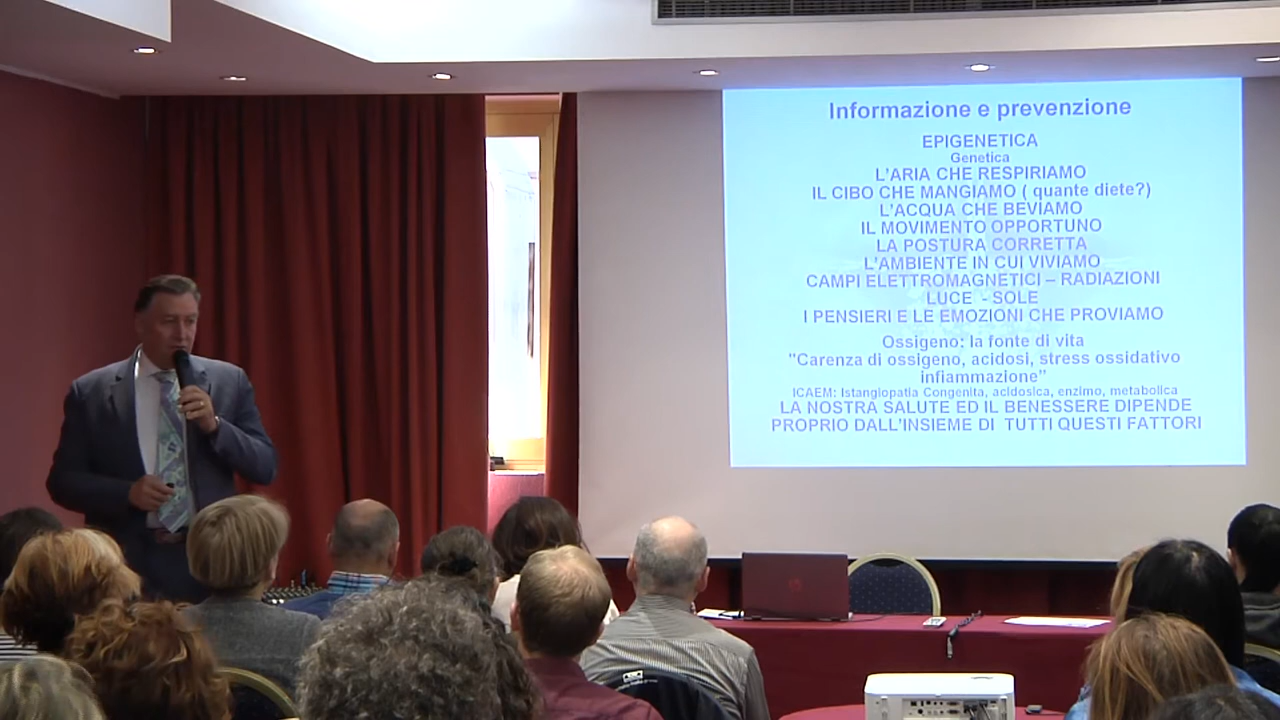 Informazione e prevenzione
EPIGENETICA
Genetica
L'ARIA CHE RESPIRIAMO
IL CIBO CHE MANGIAMO ( quante diete?)
L'ACQUA CHE BEVIAMO
IL MOVIMENTO OPPORTUNO
LA POSTURA CORRETTA
L'AMBIENTE IN CUI VIVIAMO
CAMPI ELETTROMAGNETICI – RADIAZIONI
LUCE - SOLE
I PENSIERI E LE EMOZIONI CHE PROVIAMO
Ossigeno: la fonte di vita
"Carenza di ossigeno, acidosi, stress ossidativo
infiammazione"
ICAEM: Istangiopatia Congenita, acidosica, enzimo, metabolica
LA NOSTRA SALUTE ED IL BENESSERE DIPENDE
PROPRIO DALL'INSIEME DI TUTTI QUESTI FATTORI